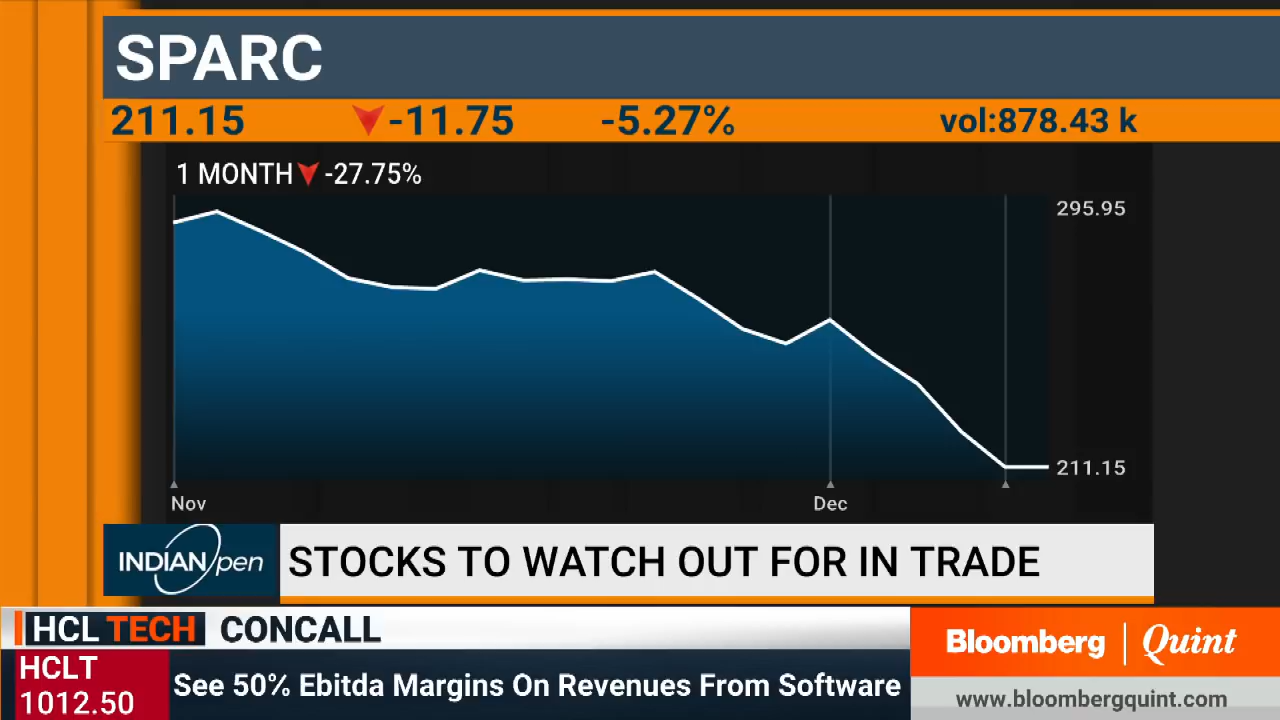 SPARC
211.15 -11.75 -5.27% vol:878.43 k
1 MONTH -27.75%
295.95
211.15
Nov Dec
INDIAN Open STOCKS TO WATCH OUT FOR IN TRADE
HCL TECH CONCALL
HCLT
1012.50
See 50% Ebitda Margins On Revenues From Software
Bloomberg | Quint
www.bloombergquint.com